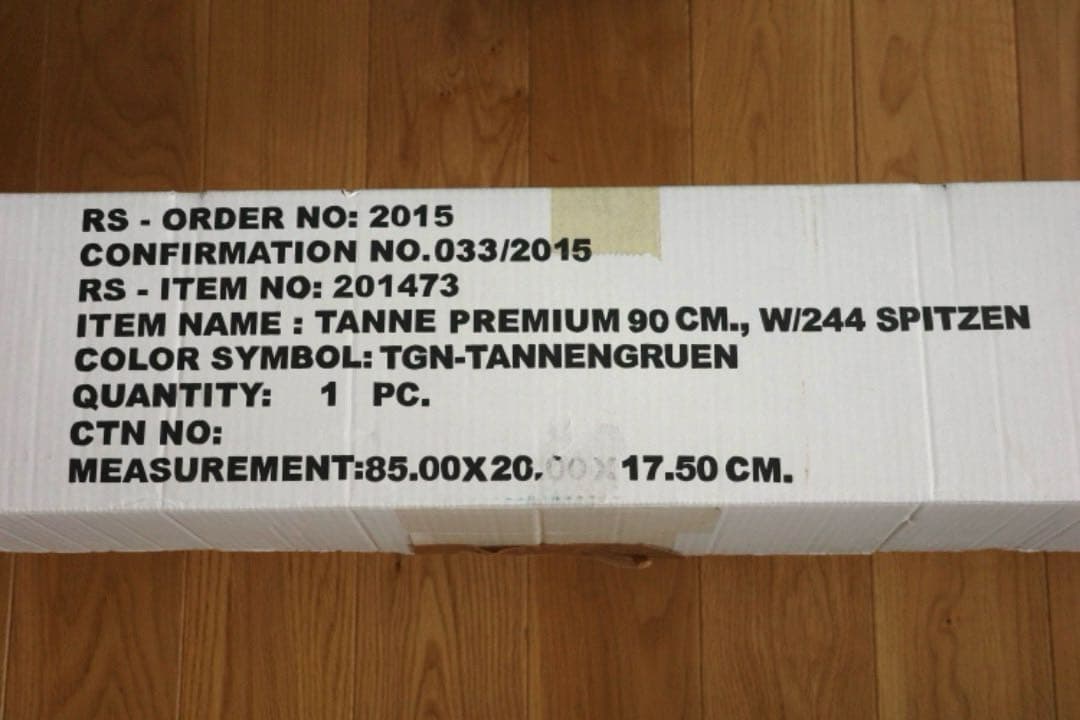 RS - ORDER NO: 2015
CONFIRMATION NO.033/2015
RS - ITEM NO: 201473
ITEM NAME : TANNE PREMIUM 90 CM., W/244 SPITZEN
COLOR SYMBOL: TGN-TANNENGRUEN
QUANTITY: 1 PC.
CTN NO:
MEASUREMENT:85.00X20.00X17.50 CM.